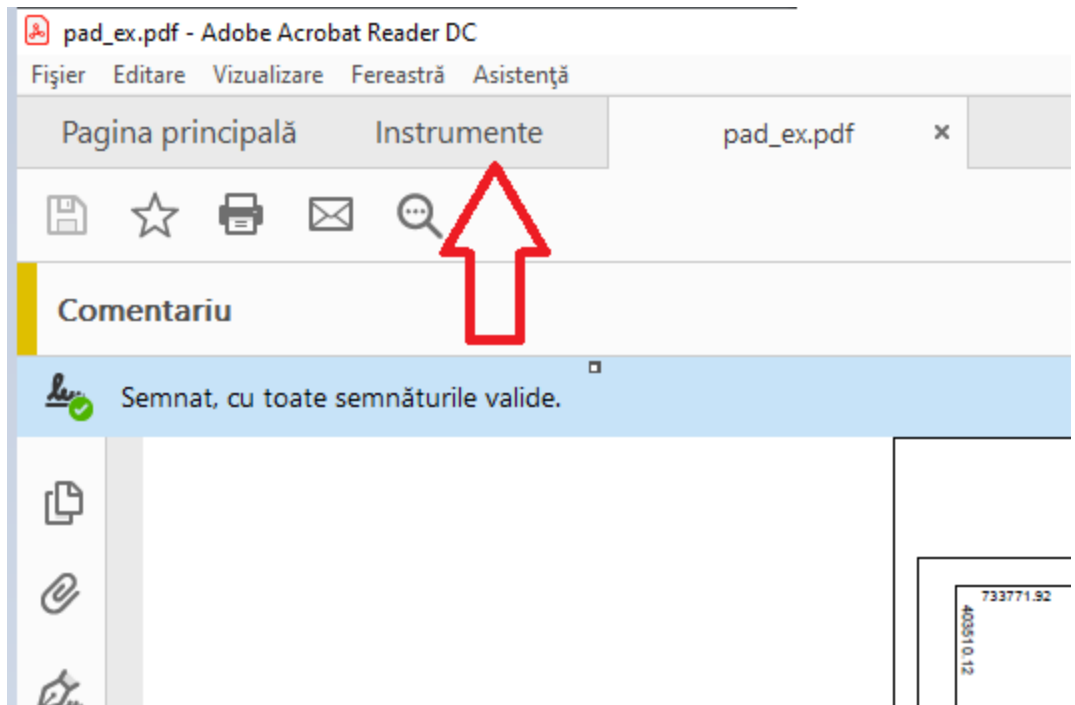 pad_ex.pdf - Adobe Acrobat Reader DC
Fişier Editare Vizualizare Fereastră Asistenţă
Pagina principală Instrumente pad_ex.pdf ×
Comentariu
Semnat, cu toate semnăturile valide.
733771.92
403510.12